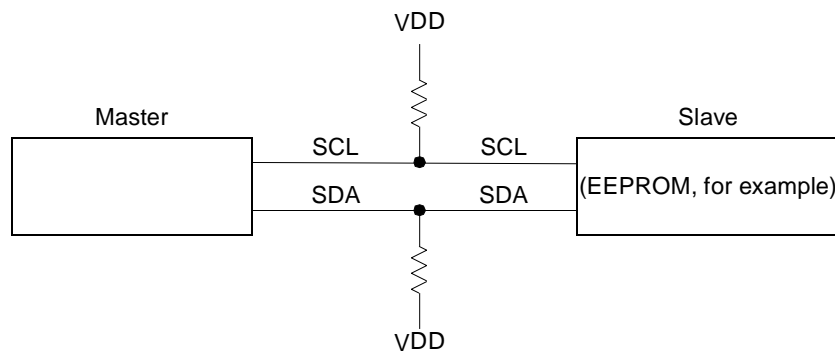 VDD
Master
Slave
SCL
SCL
(EEPROM, for example)
SDA
SDA
VDD